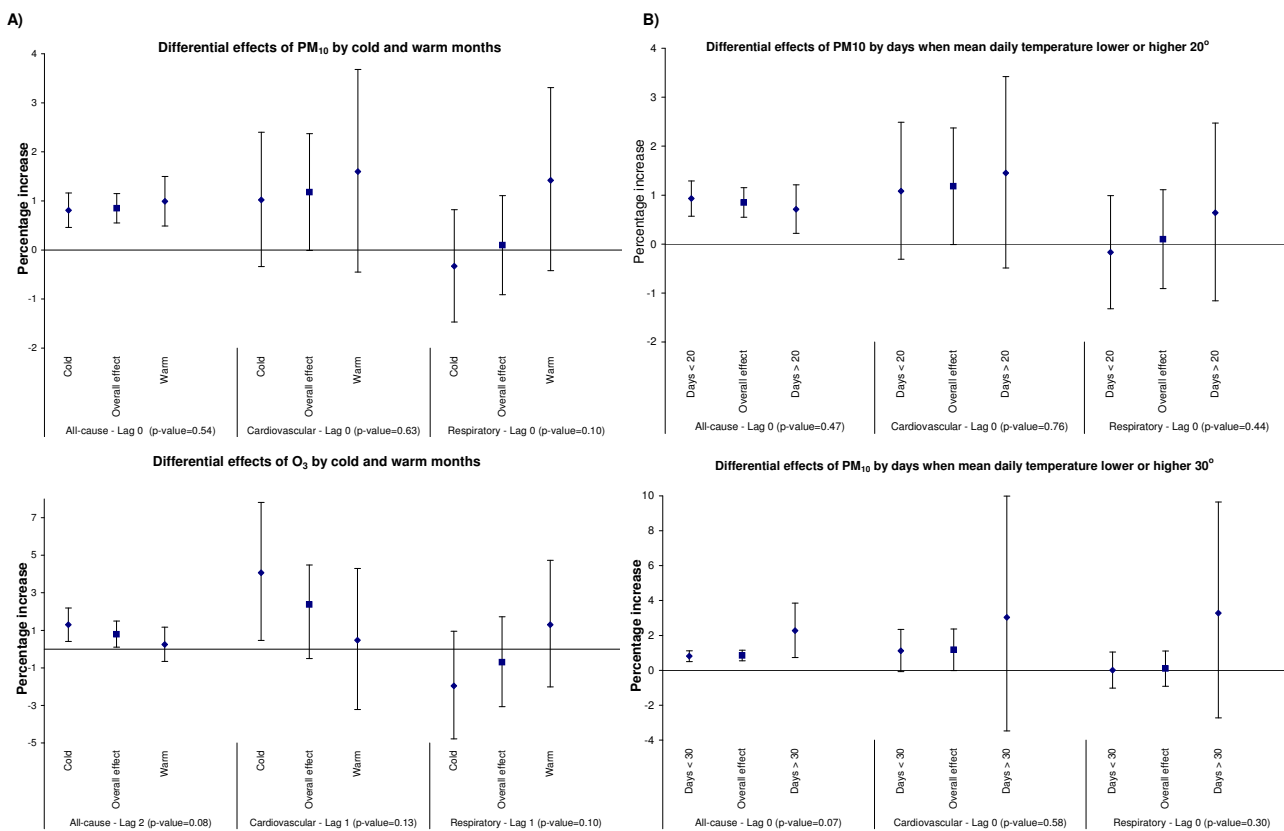 A)
Differential effects of PM10 by cold and warm months
Percentage increase
4
3
2
1
0
-1
-2
Cold
Overall effect
Warm
Cold
Overall effect
Warm
Cold
Overall effect
Warm
All-cause - Lag 0 (p-value=0.54)
Cardiovascular - Lag 0 (p-value=0.63)
Respiratory - Lag 0 (p-value=0.10)
Differential effects of O3 by cold and warm months
Percentage increase
7
5
3
1
-1
-3
-5
Cold
Overall effect
Warm
Cold
Overall effect
Warm
Cold
Overall effect
Warm
All-cause - Lag 2 (p-value=0.08)
Cardiovascular - Lag 1 (p-value=0.13)
Respiratory - Lag 1 (p-value=0.10)
B)
Differential effects of PM10 by days when mean daily temperature lower or higher 20°
Percentage increase
4
3
2
1
0
-1
-2
Days < 20
Overall effect
Days > 20
Days < 20
Overall effect
Days > 20
Days < 20
Overall effect
Days > 20
All-cause - Lag 0 (p-value=0.47)
Cardiovascular - Lag 0 (p-value=0.76)
Respiratory - Lag 0 (p-value=0.44)
Differential effects of PM10 by days when mean daily temperature lower or higher 30°
Percentage increase
10
8
6
4
2
0
-2
-4
Days < 30
Overall effect
Days > 30
Days < 30
Overall effect
Days > 30
Days < 30
Overall effect
Days > 30
All-cause - Lag 0 (p-value=0.07)
Cardiovascular - Lag 0 (p-value=0.58)
Respiratory - Lag 0 (p-value=0.30)